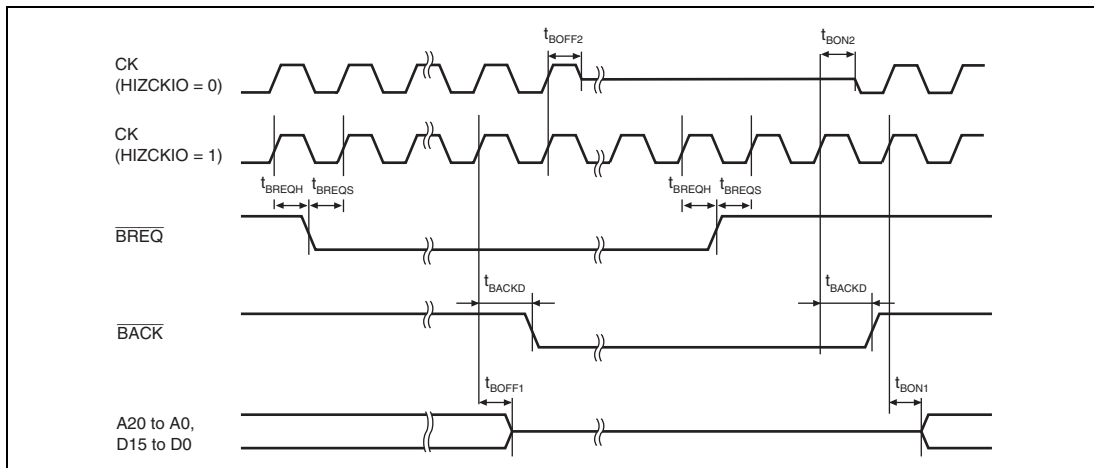 tBOFF2
tBON2
CK
(HIZCKIO = 0)
CK
(HIZCKIO = 1)
tBREQH tBREQS
tBREQH tBREQS
BREQ
tBACKD
tBACKD
BACK
tBOFF1
tBON1
A20 to A0,
D15 to D0